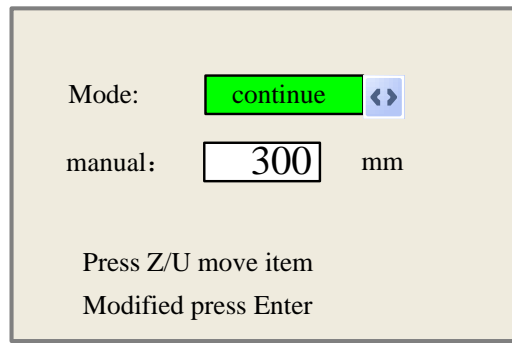 Mode: continue
manual： 300 mm
Press Z/U move item
Modified press Enter